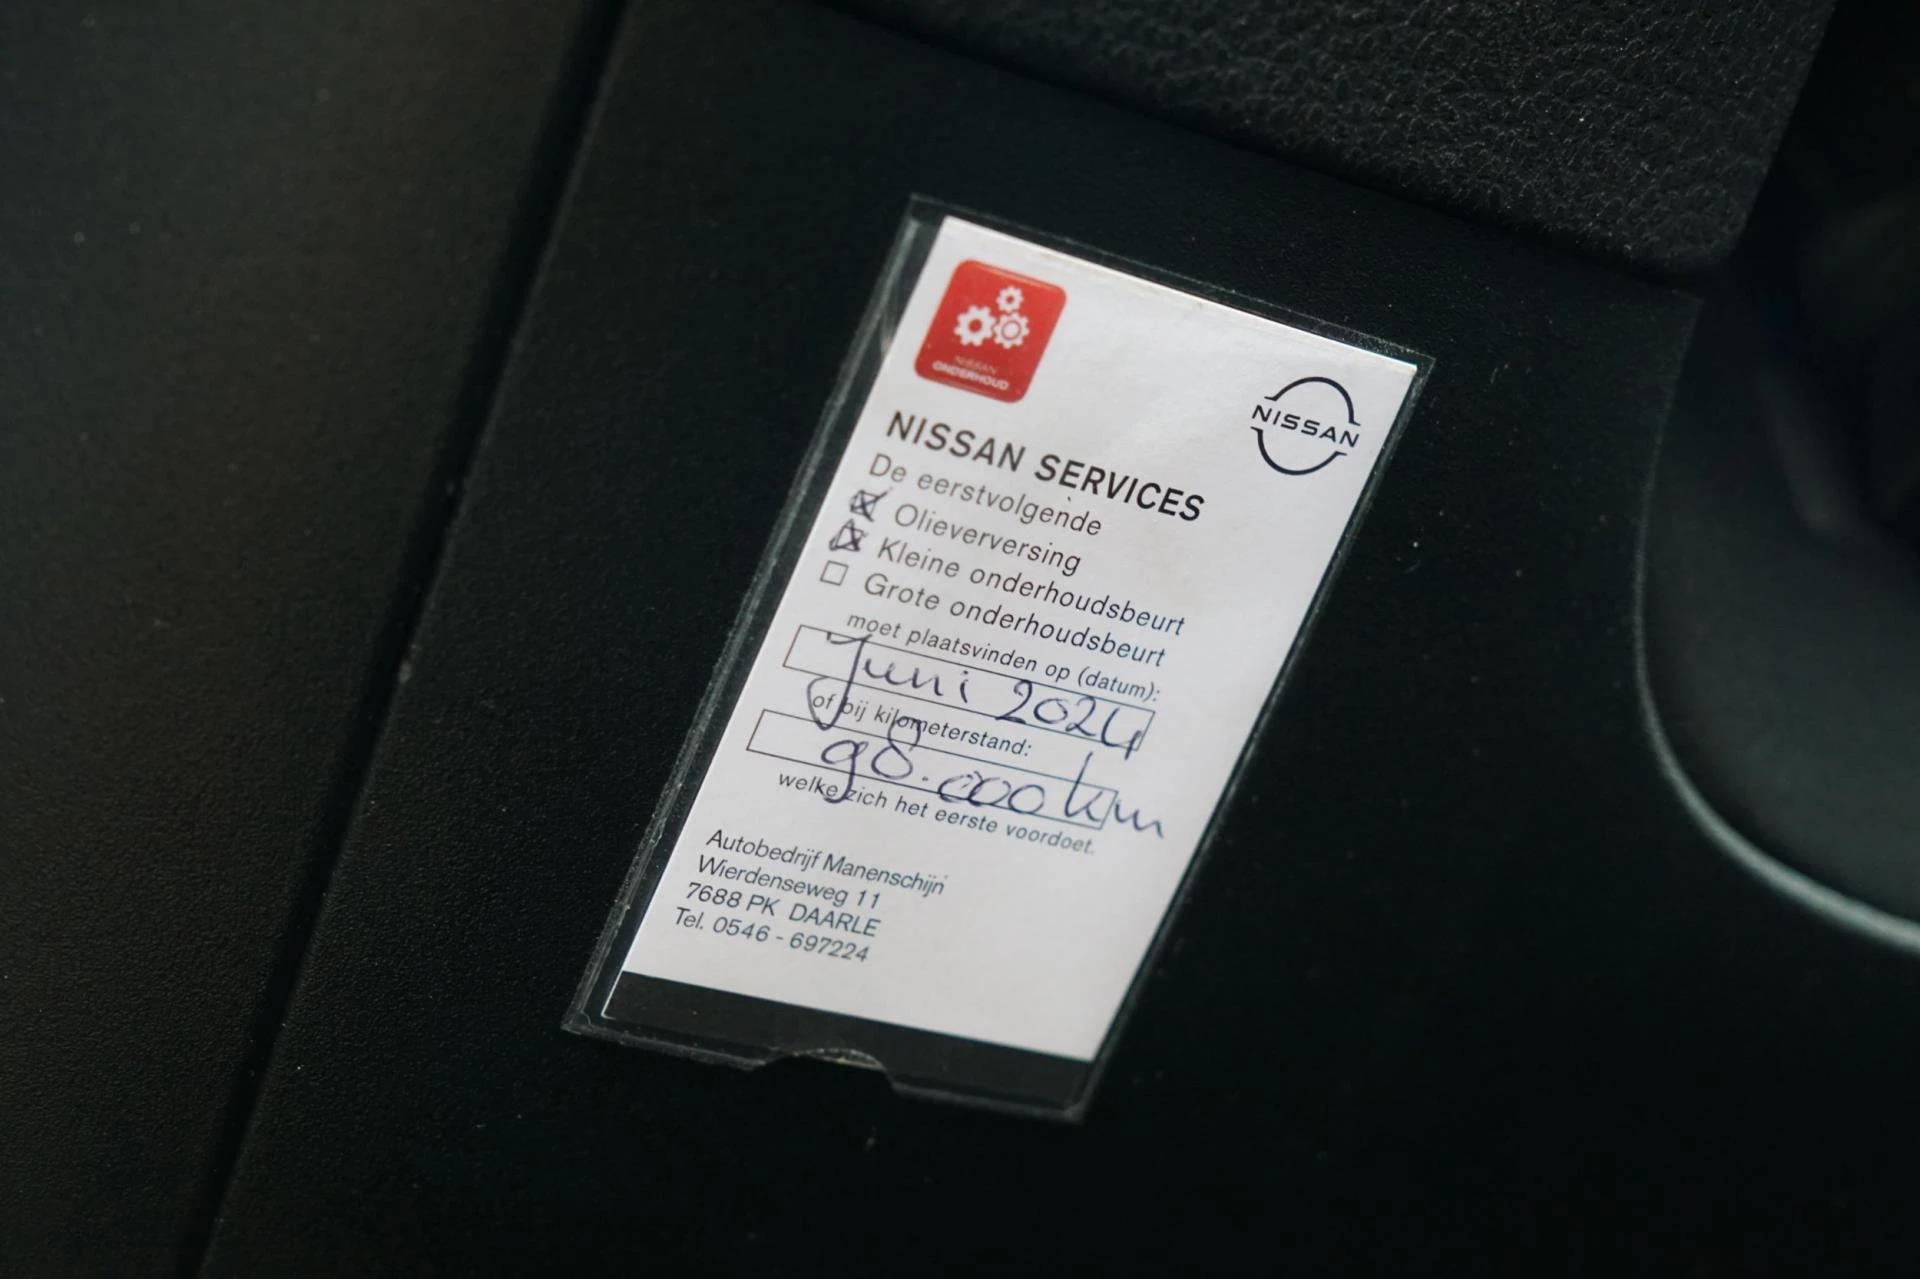 NISSAN
ONDERHOUD
NISSAN
NISSAN SERVICES
De eerstvolgende
Olieverversing
Kleine onderhoudsbeurt
Grote onderhoudsbeurt
moet plaatsvinden op (datum):
Juni 2024
of bij kilometerstand:
98.000 km
welke zich het eerste voordoet.
Autobedrijf Manenschijn
Wierdenseweg 11
7688 PK DAARLE
Tel. 0546 - 697224